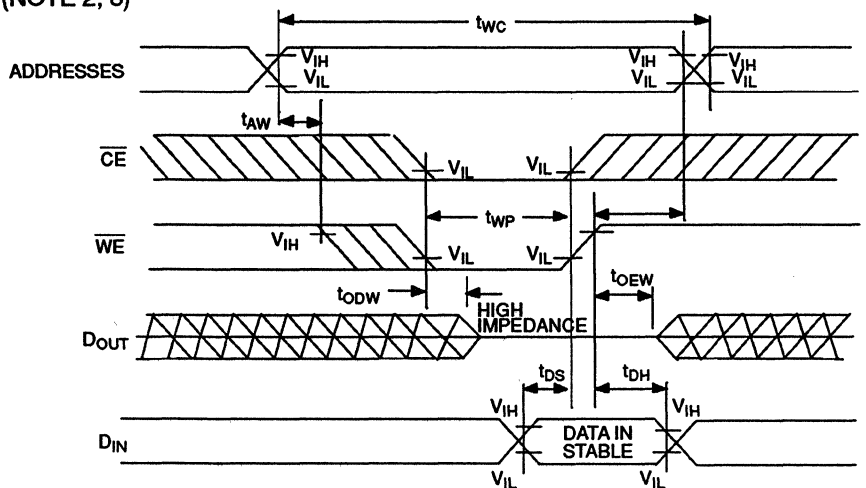 (NOTE 2, 3)
tWC
ADDRESSES
VIH
VIL
VIH
VIL
VIH
VIL
tAW
CE
VIL
VIL
tWP
WE
VIH
VIL
VIL
tODW
HIGH
IMPEDANCE
tOEW
DOUT
tDS
tDH
VIH
VIH
DIN
DATA IN
STABLE
VIL
VIL